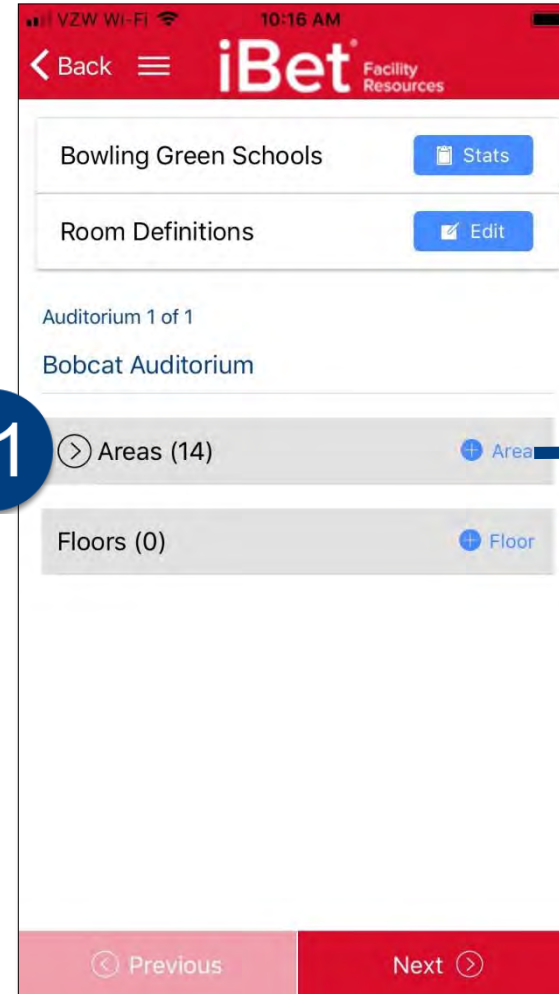 VZW Wi-Fi 10:16 AM
Back iBet Facility Resources
Bowling Green Schools Stats
Room Definitions Edit
Auditorium 1 of 1
Bobcat Auditorium
1 Areas (14) Area
Floors (0) Floor
Previous Next